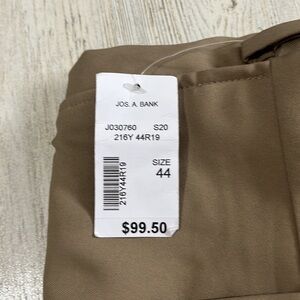 JOS. A. BANK
J030760 S20
216Y 44R19
SIZE
44
216Y44R19
$99.50